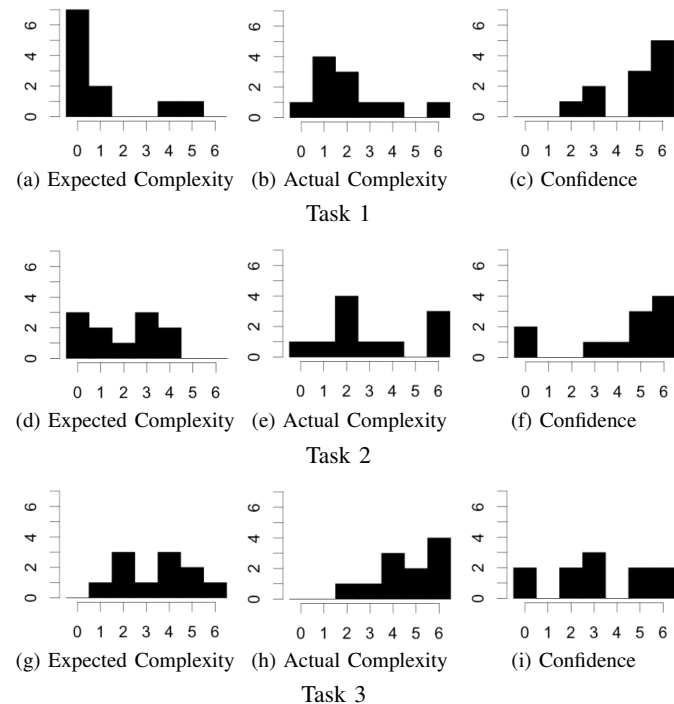 0 2 4 6 0 2 4 6 0 2 4 6
0 1 2 3 4 5 6 0 1 2 3 4 5 6 0 1 2 3 4 5 6
(a) Expected Complexity (b) Actual Complexity (c) Confidence
Task 1
0 2 4 6 0 2 4 6 0 2 4 6
0 1 2 3 4 5 6 0 1 2 3 4 5 6 0 1 2 3 4 5 6
(d) Expected Complexity (e) Actual Complexity (f) Confidence
Task 2
0 2 4 6 0 2 4 6 0 2 4 6
0 1 2 3 4 5 6 0 1 2 3 4 5 6 0 1 2 3 4 5 6
(g) Expected Complexity (h) Actual Complexity (i) Confidence
Task 3